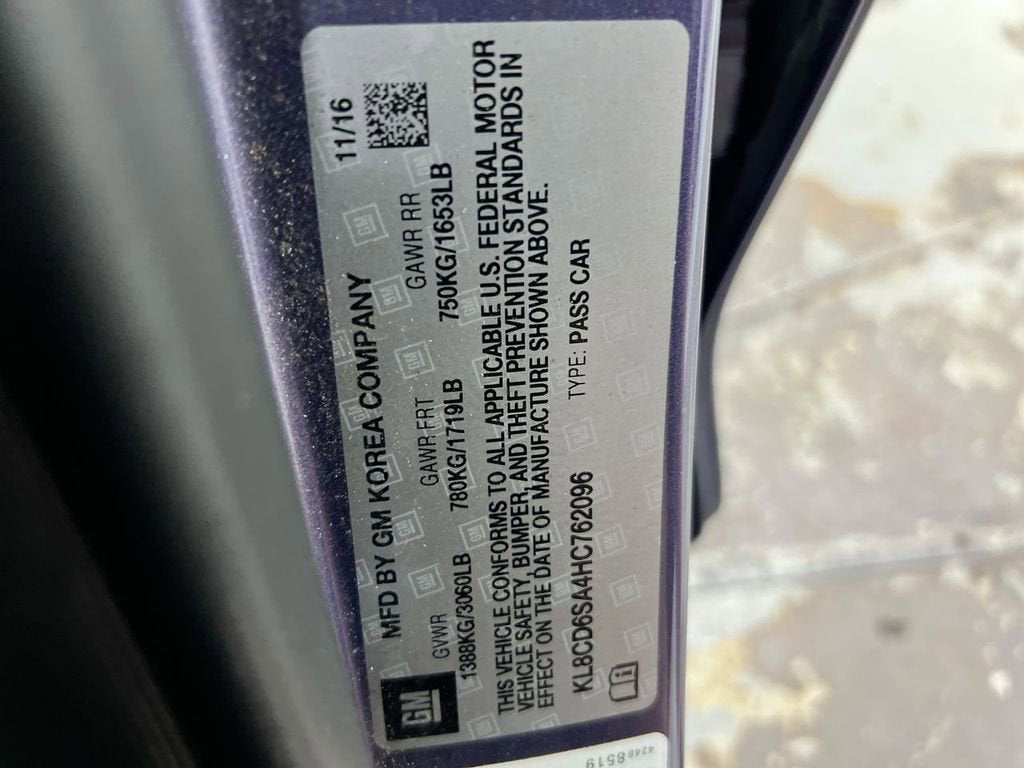 MFD BY GM KOREA COMPANY 11/16
GVWR GAWR FRT GAWR RR
1388KG/3060LB 780KG/1719LB 750KG/1653LB
THIS VEHICLE CONFORMS TO ALL APPLICABLE U.S. FEDERAL MOTOR
VEHICLE SAFETY, BUMPER, AND THEFT PREVENTION STANDARDS IN
EFFECT ON THE DATE OF MANUFACTURE SHOWN ABOVE.
KL8CD6SA4HC762096 TYPE: PASS CAR
GM
42488519